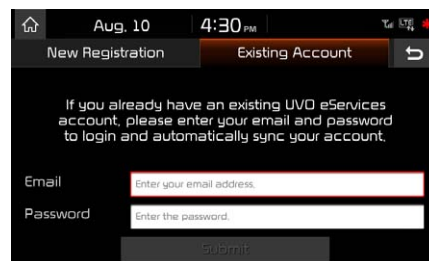 Aug. 10 4:30 PM LTE
New Registration Existing Account
If you already have an existing UVO eServices
account, please enter your email and password
to login and automatically sync your account.
Email Enter your email address.
Password Enter the password.
Submit